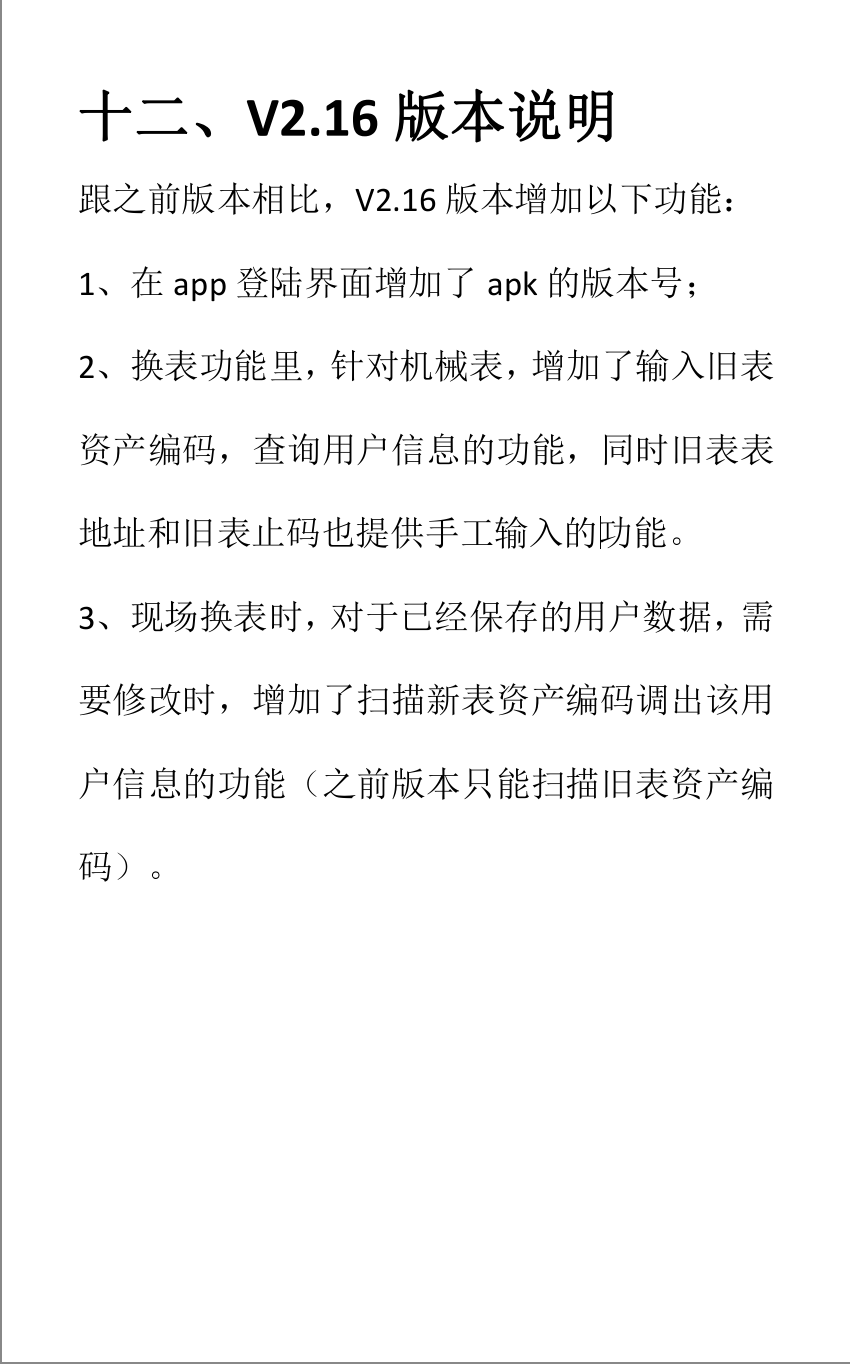 十二、V2.16 版本说明
跟之前版本相比，V2.16 版本增加以下功能：
1、在 app 登陆界面增加了 apk 的版本号；
2、换表功能里，针对机械表，增加了输入旧表
资产编码，查询用户信息的功能，同时旧表表
地址和旧表止码也提供手工输入的功能。
3、现场换表时，对于已经保存的用户数据，需
要修改时，增加了扫描新表资产编码调出该用
户信息的功能（之前版本只能扫描旧表资产编
码）。